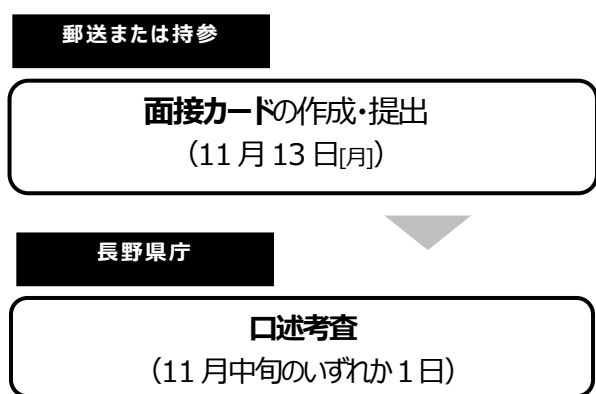 郵送または持参
面接カードの作成・提出
（11月13日[月]）
長野県庁
口述考査
（11月中旬のいずれか1日）